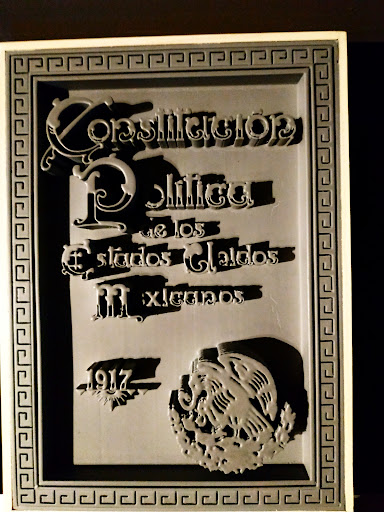 Constitución
Política
de los
Estados Unidos
Mexicanos
1917